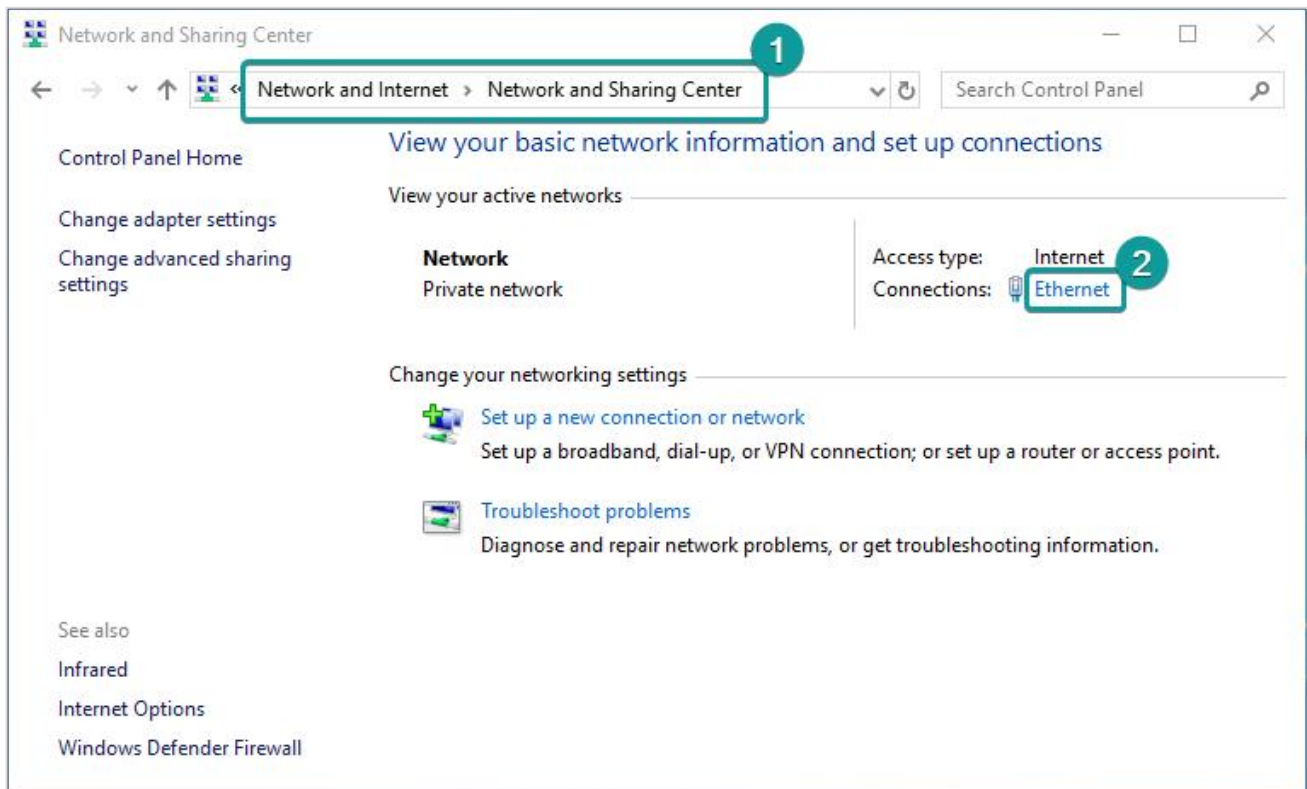 Network and Sharing Center
1
« Network and Internet › Network and Sharing Center
Search Control Panel
Control Panel Home
Change adapter settings
Change advanced sharing
settings
View your basic network information and set up connections
View your active networks
Network
Private network
Access type: Internet
2
Connections: Ethernet
Change your networking settings
Set up a new connection or network
Set up a broadband, dial-up, or VPN connection; or set up a router or access point.
Troubleshoot problems
Diagnose and repair network problems, or get troubleshooting information.
See also
Infrared
Internet Options
Windows Defender Firewall